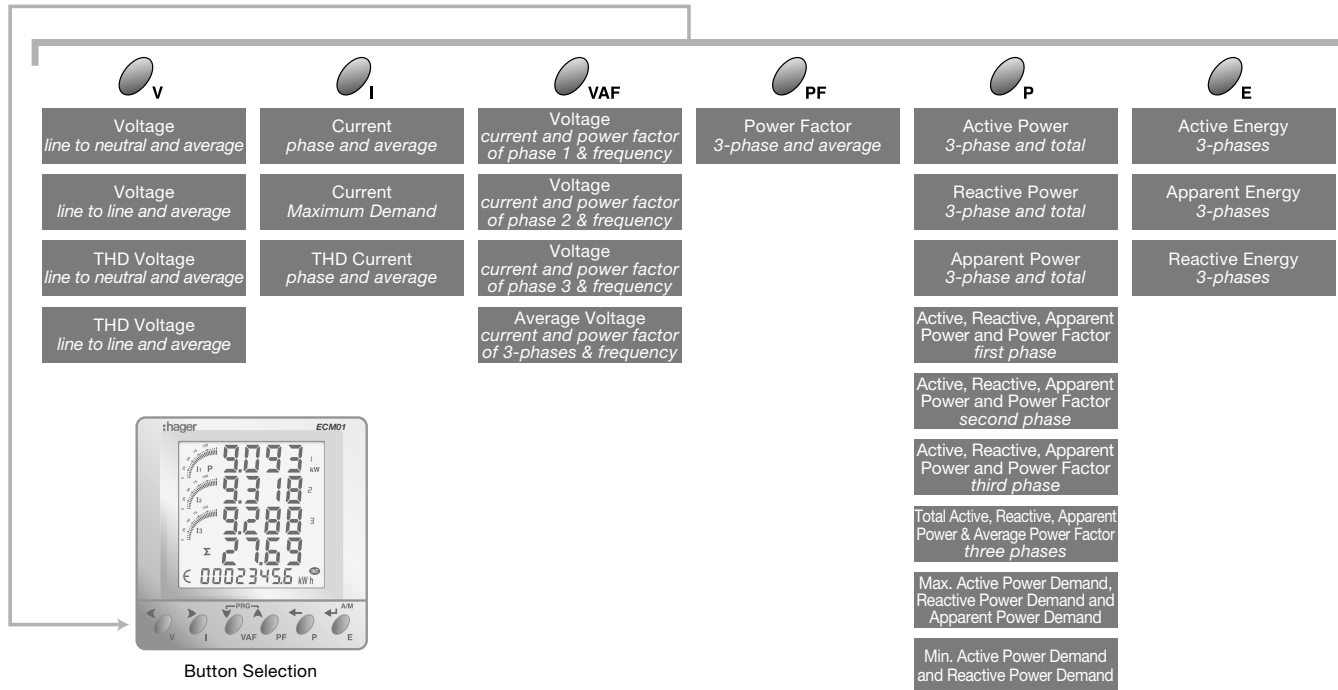 V
I
VAF
PF
P
E
Voltage
line to neutral and average
Voltage
line to line and average
THD Voltage
line to neutral and average
THD Voltage
line to line and average
Current
phase and average
Current
Maximum Demand
THD Current
phase and average
Voltage
current and power factor
of phase 1 & frequency
Voltage
current and power factor
of phase 2 & frequency
Voltage
current and power factor
of phase 3 & frequency
Average Voltage
current and power factor
of 3-phases & frequency
Power Factor
3-phase and average
Active Power
3-phase and total
Reactive Power
3-phase and total
Apparent Power
3-phase and total
Active, Reactive, Apparent
Power and Power Factor
first phase
Active, Reactive, Apparent
Power and Power Factor
second phase
Active, Reactive, Apparent
Power and Power Factor
third phase
Total Active, Reactive, Apparent
Power & Average Power Factor
three phases
Max. Active Power Demand,
Reactive Power Demand and
Apparent Power Demand
Min. Active Power Demand
and Reactive Power Demand
Active Energy
3-phases
Apparent Energy
3-phases
Reactive Energy
3-phases
:hager ECM01
I1 P 9.093 1 kW
I2 9.318 2
I3 9.288 3
Σ 27.69
€ 0002345.6 kWh
PRG A/M
V I VAF PF P E
Button Selection